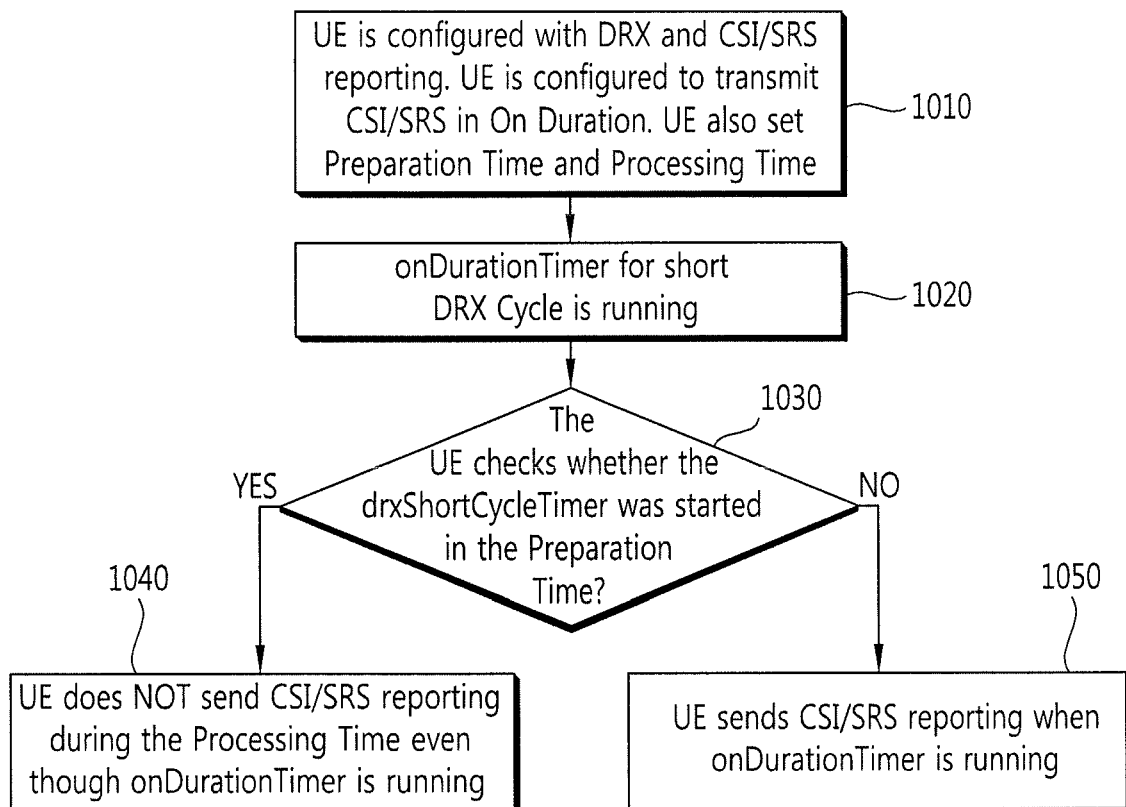 UE is configured with DRX and CSI/SRS
reporting. UE is configured to transmit
CSI/SRS in On Duration. UE also set
Preparation Time and Processing Time
1010
onDurationTimer for short
DRX Cycle is running
1020
1030
The
UE checks whether the
drxShortCycleTimer was started
in the Preparation
Time?
YES
NO
1040
1050
UE does NOT send CSI/SRS reporting
during the Processing Time even
though onDurationTimer is running
UE sends CSI/SRS reporting when
onDurationTimer is running